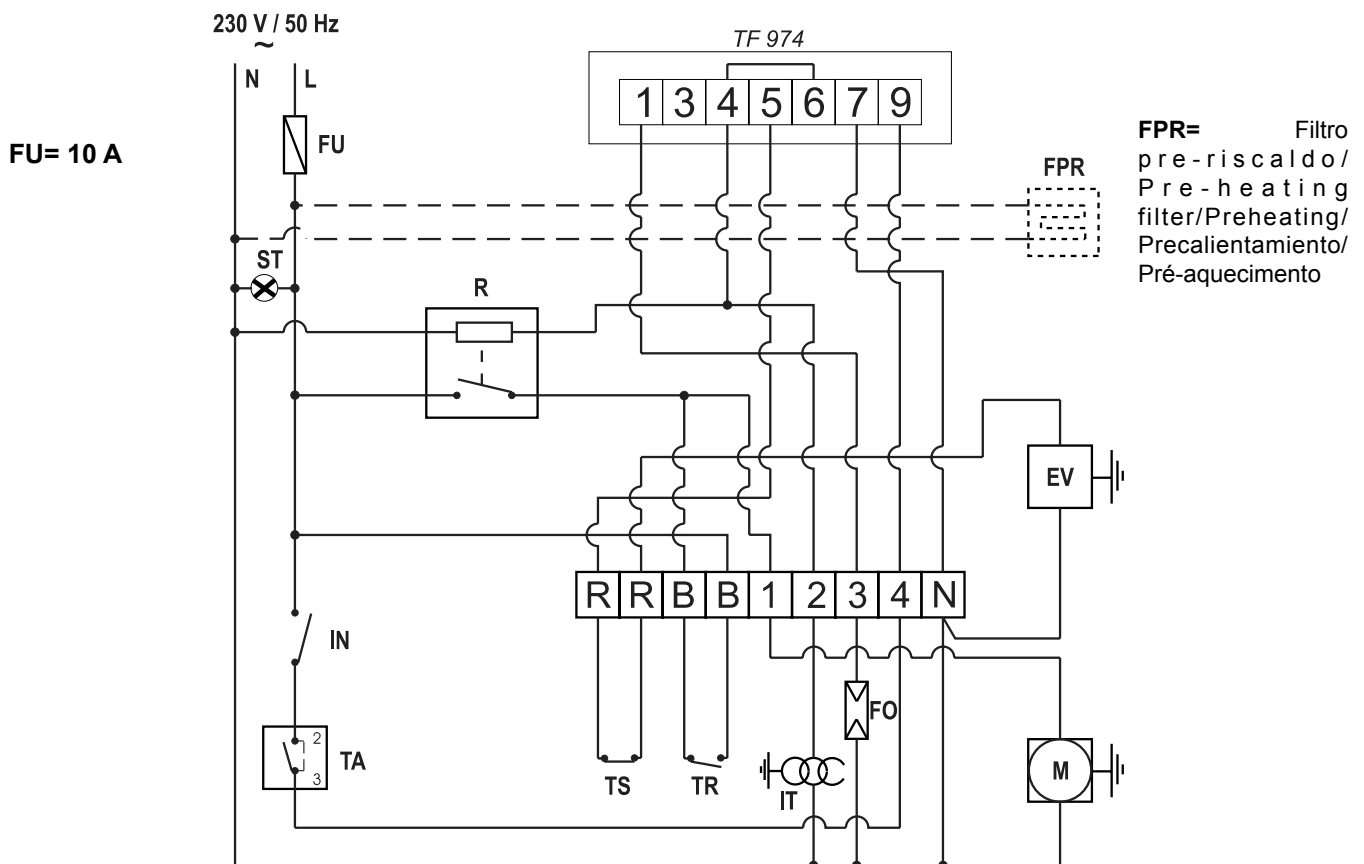 230 V / 50 Hz
~
N L
FU= 10 A
FU
TF 974
1 3 4 5 6 7 9
FPR
FPR= Filtro
pre-riscaldo/
Pre-heating
filter/Preheating/
Precalientamiento/
Pré-aquecimento
ST
R
EV
R R B B 1 2 3 4 N
IN
FO
TA
2
3
TS
TR
IT
M